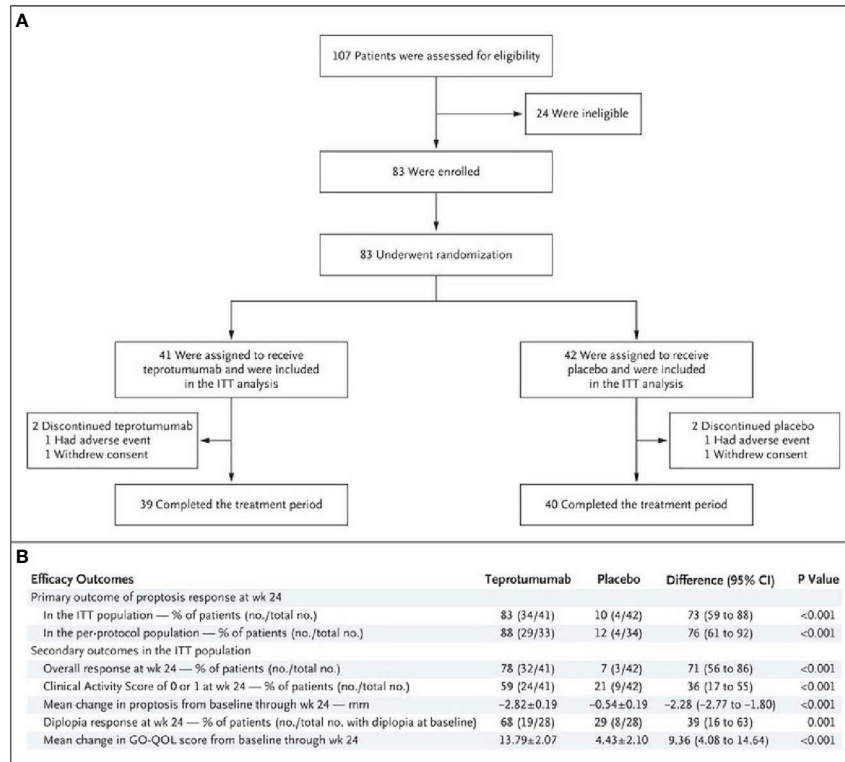 A
107 Patients were assessed for eligibility
24 Were ineligible
83 Were enrolled
83 Underwent randomization
41 Were assigned to receive
teprotumumab and were included
in the ITT analysis
42 Were assigned to receive
placebo and were included
in the ITT analysis
2 Discontinued teprotumumab
1 Had adverse event
1 Withdrew consent
2 Discontinued placebo
1 Had adverse event
1 Withdrew consent
39 Completed the treatment period
40 Completed the treatment period
B
Efficacy Outcomes Teprotumumab Placebo Difference (95% CI) P Value
Primary outcome of proptosis response at wk 24
In the ITT population — % of patients (no./total no.) 83 (34/41) 10 (4/42) 73 (59 to 88) <0.001
In the per-protocol population — % of patients (no./total no.) 88 (29/33) 12 (4/34) 76 (61 to 92) <0.001
Secondary outcomes in the ITT population
Overall response at wk 24 — % of patients (no./total no.) 78 (32/41) 7 (3/42) 71 (56 to 86) <0.001
Clinical Activity Score of 0 or 1 at wk 24 — % of patients (no./total no.) 59 (24/41) 21 (9/42) 36 (17 to 55) <0.001
Mean change in proptosis from baseline through wk 24 — mm −2.82±0.19 −0.54±0.19 −2.28 (−2.77 to −1.80) <0.001
Diplopia response at wk 24 — % of patients (no./total no. with diplopia at baseline) 68 (19/28) 29 (8/28) 39 (16 to 63) 0.001
Mean change in GO-QOL score from baseline through wk 24 13.79±2.07 4.43±2.10 9.36 (4.08 to 14.64) <0.001